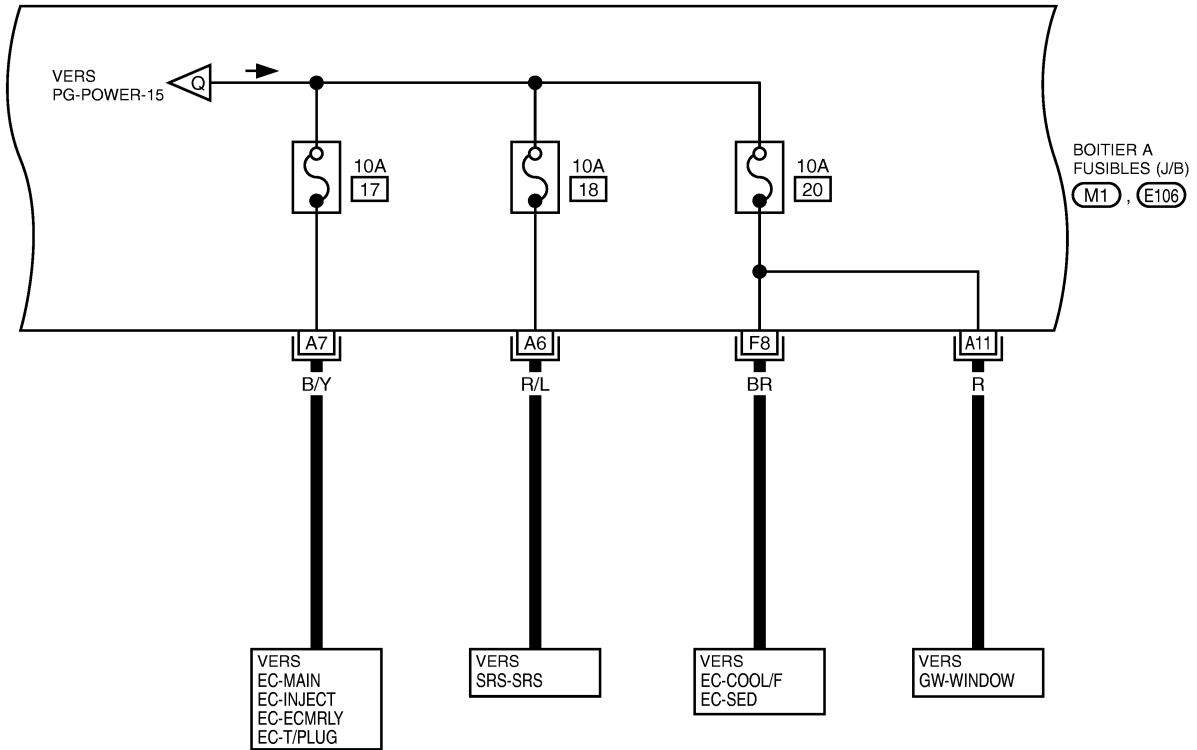 VERS
PG-POWER-15
Q
10A
17
10A
18
10A
20
BOITIER A
FUSIBLES (J/B)
M1 , E106
A7
A6
F8
A11
B/Y
R/L
BR
R
VERS
EC-MAIN
EC-INJECT
EC-ECMRLY
EC-T/PLUG
VERS
SRS-SRS
VERS
EC-COOL/F
EC-SED
VERS
GW-WINDOW